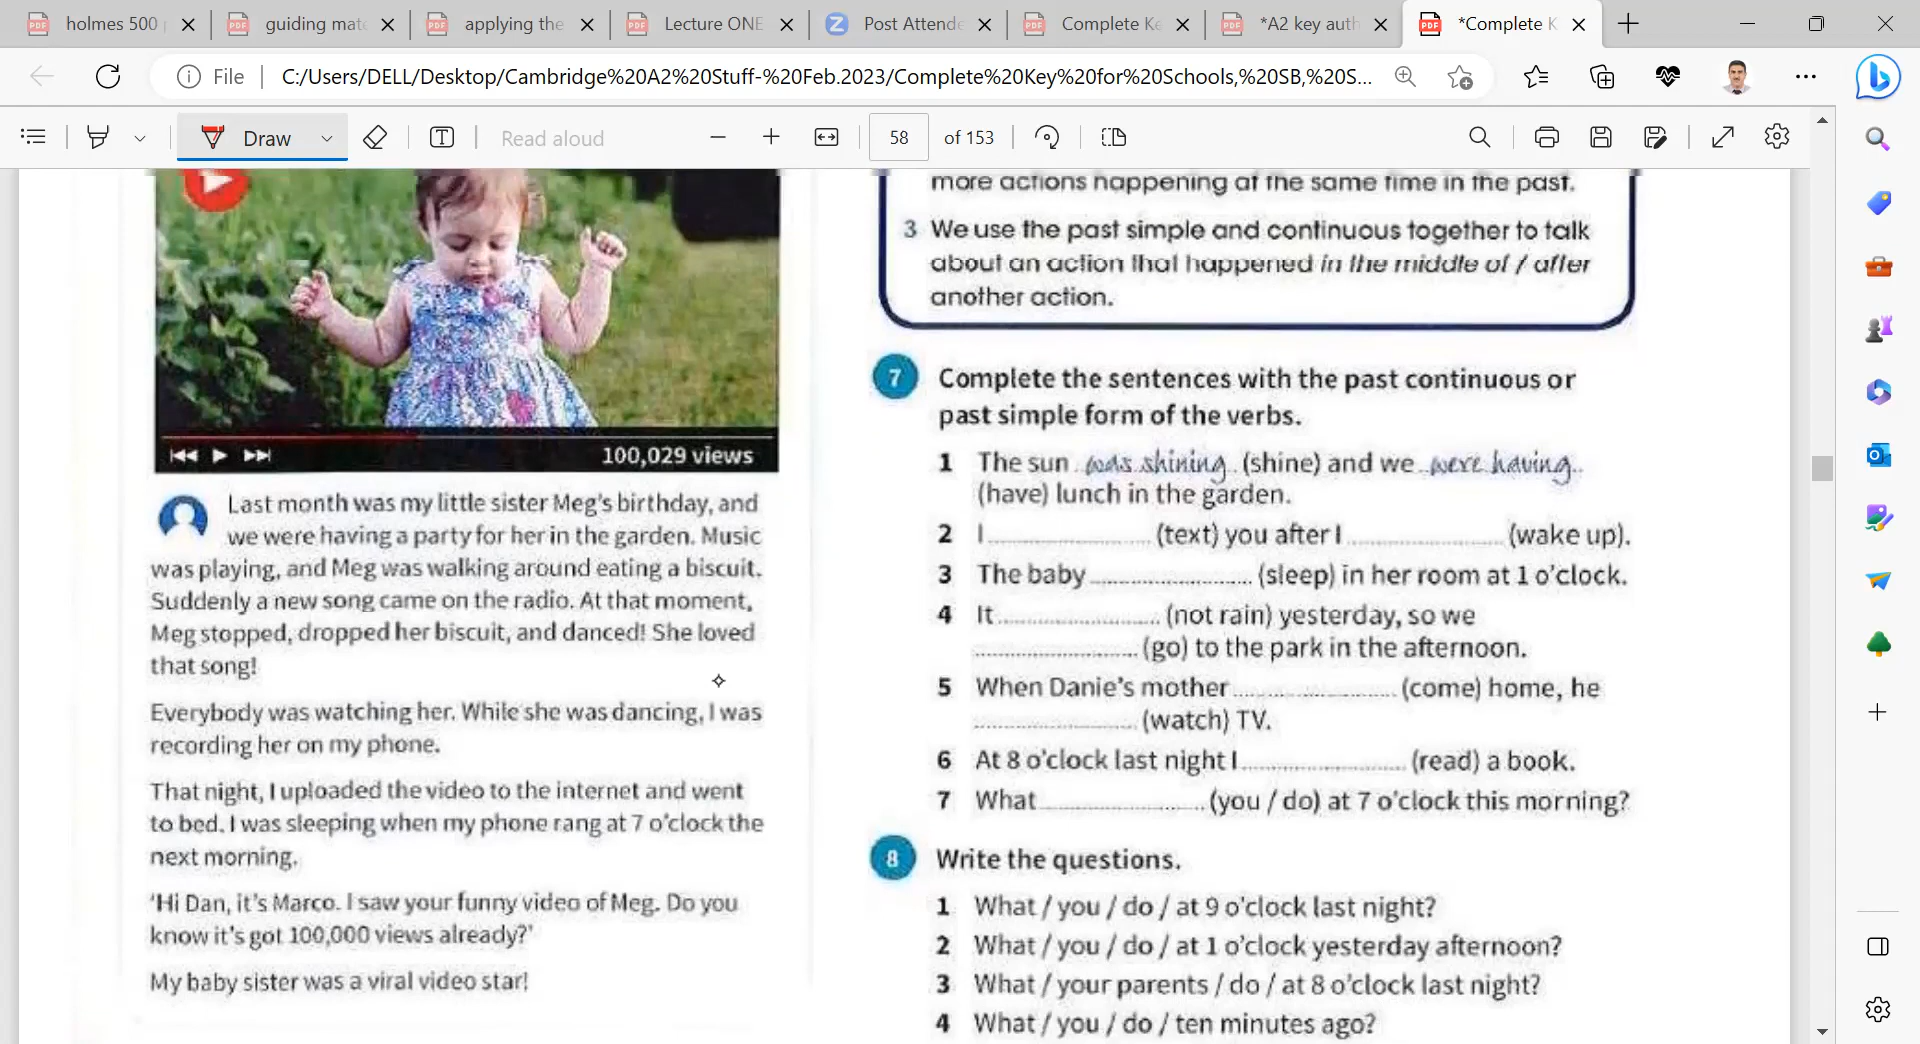 holmes 500
guiding mat
applying the
Lecture ONE
Post Attende
Complete Ke
*A2 key auth
*Complete K
File
C:/Users/DELL/Desktop/Cambridge%20A2%20Stuff-%20Feb.2023/Complete%20Key%20for%20Schools,%20SB,%20S...
Draw
Read aloud
58
of 153
100,029 views
Last month was my little sister Meg's birthday, and
we were having a party for her in the garden. Music
was playing, and Meg was walking around eating a biscuit.
Suddenly a new song came on the radio. At that moment,
Meg stopped, dropped her biscuit, and danced! She loved
that song!
Everybody was watching her. While she was dancing, I was
recording her on my phone.
That night, I uploaded the video to the internet and went
to bed. I was sleeping when my phone rang at 7 o'clock the
next morning.
'Hi Dan, it's Marco. I saw your funny video of Meg. Do you
know it's got 100,000 views already?'
My baby sister was a viral video star!
more actions happening at the same time in the past.
3 We use the past simple and continuous together to talk
about an action that happened in the middle of / after
another action.
7 Complete the sentences with the past continuous or
past simple form of the verbs.
1 The sun was shining (shine) and we were having
(have) lunch in the garden.
2 I (text) you after I (wake up).
3 The baby (sleep) in her room at 1 o'clock.
4 It (not rain) yesterday, so we
(go) to the park in the afternoon.
5 When Danie's mother (come) home, he
(watch) TV.
6 At 8 o'clock last night I (read) a book.
7 What (you / do) at 7 o'clock this morning?
8 Write the questions.
1 What / you / do / at 9 o'clock last night?
2 What / you / do / at 1 o'clock yesterday afternoon?
3 What / your parents / do / at 8 o'clock last night?
4 What / you / do / ten minutes ago?